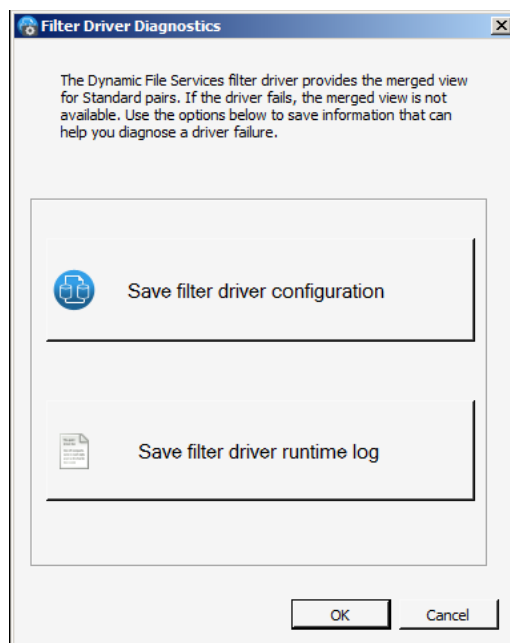 Filter Driver Diagnostics
The Dynamic File Services filter driver provides the merged view
for Standard pairs. If the driver fails, the merged view is not
available. Use the options below to save information that can
help you diagnose a driver failure.
Save filter driver configuration
Save filter driver runtime log
OK
Cancel